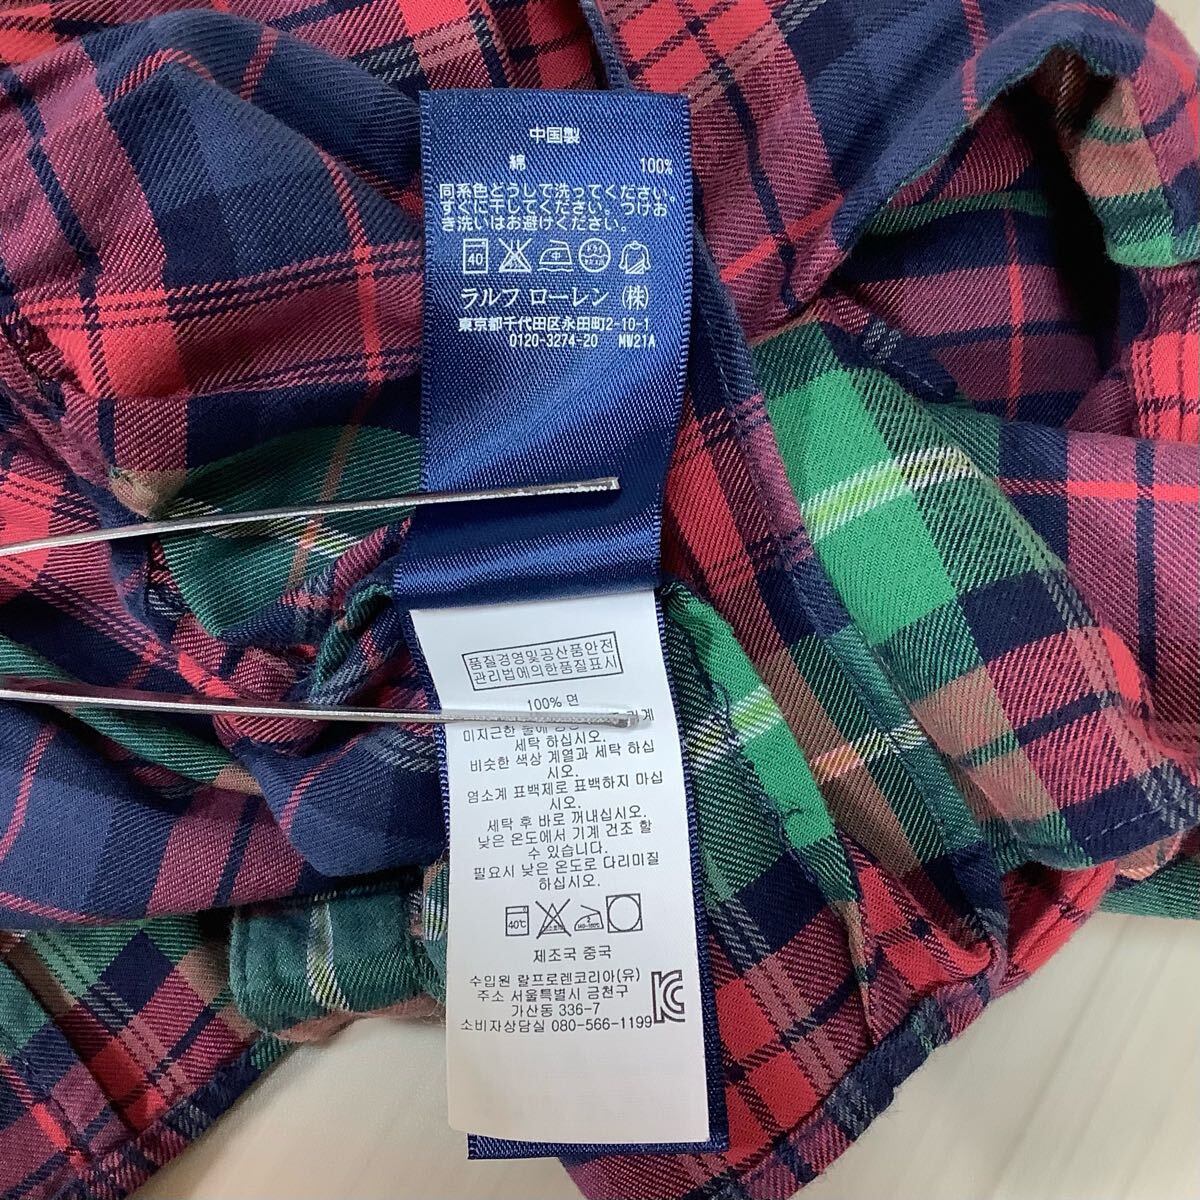 中国製
綿 100%
同系色どうしで洗ってください。
すぐに干してください。つけお
き洗いはお避けください。
40 中
ラルフ ローレン (株)
東京都千代田区永田町2-10-1
0120-3274-20 MW21A
품질경영및공산품안전
관리법에의한품질표시
100% 면
미지근한 물에
세탁 하십시오.
비슷한 색상 계열과 세탁 하십
시오.
염소계 표백제로 표백하지 마십
시오.
세탁 후 바로 꺼내십시오.
낮은 온도에서 기계 건조 할
수 있습니다.
필요시 낮은 온도로 다리미질
하십시오.
40℃
제조국 중국
수입원 랄프로렌코리아(유)
주소 서울특별시 금천구
가산동 336-7
소비자상담실 080-566-1199